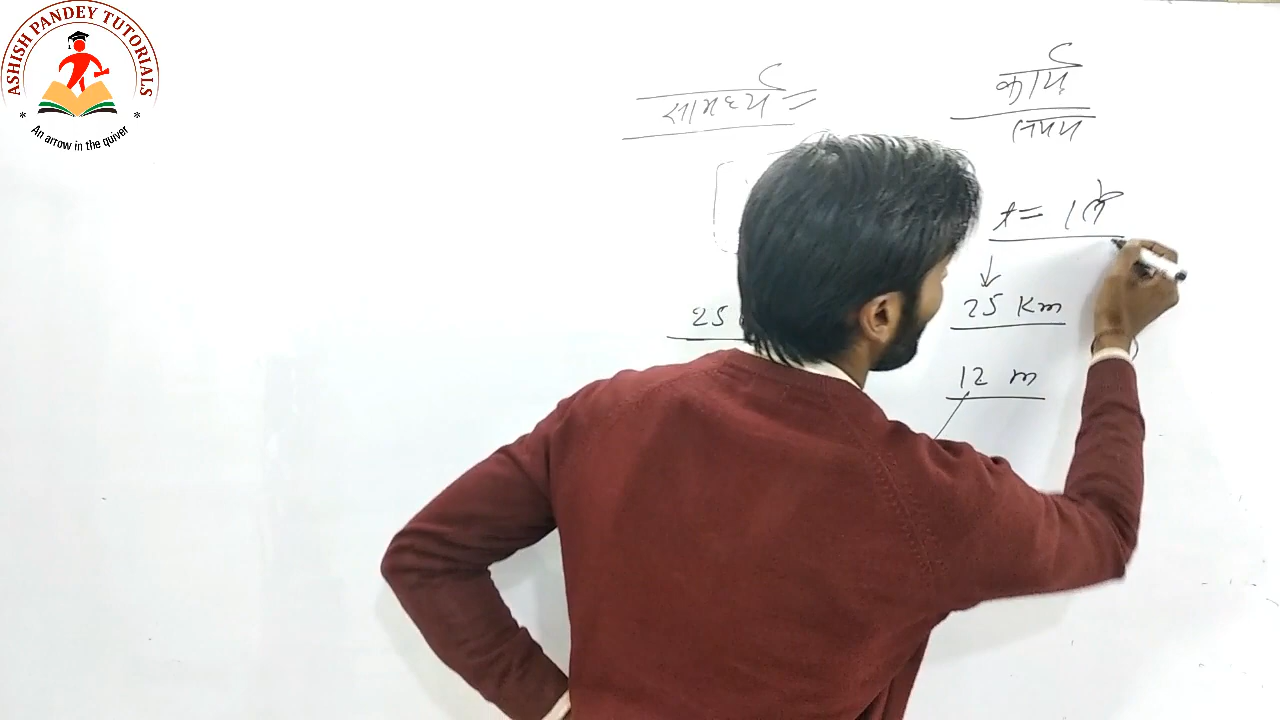 ASHISH PANDEY TUTORIALS
* An arrow in the quiver *
सामर्थ्य = कार्य
समय
t = 1
25 25 Km
12 m